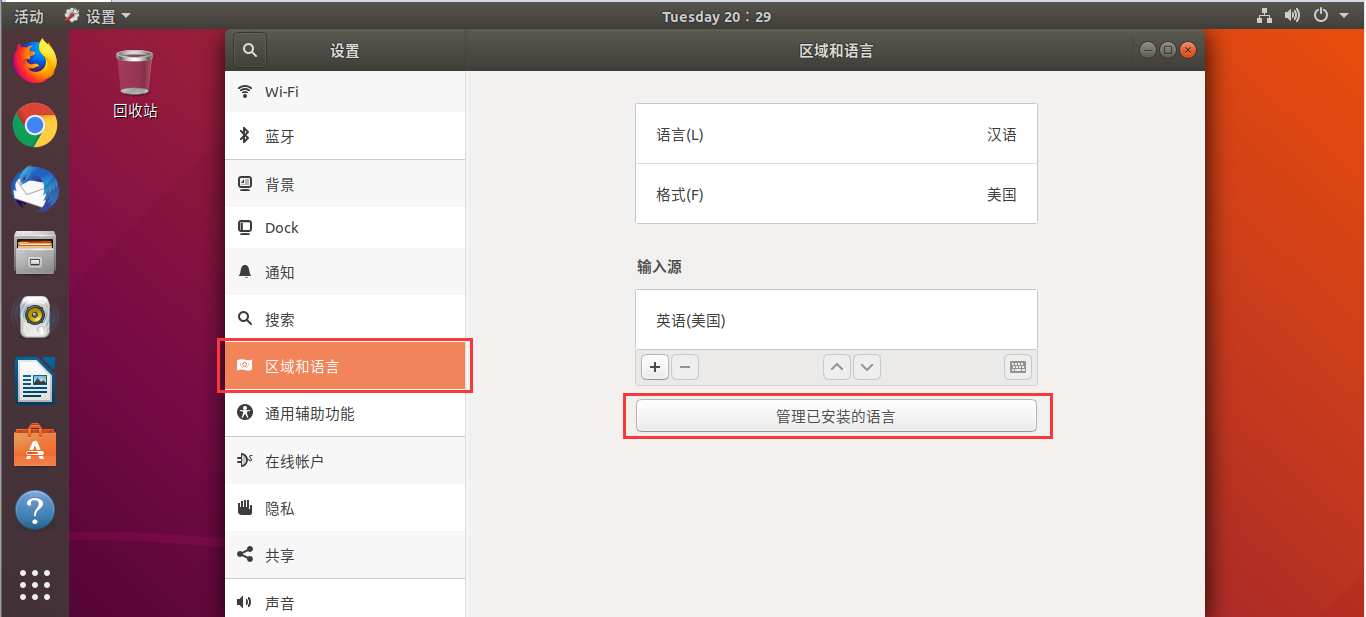 活动 设置 Tuesday 20∶29
设置 区域和语言
回收站
Wi-Fi
蓝牙
背景
Dock
通知
搜索
区域和语言
通用辅助功能
在线帐户
隐私
共享
声音
语言(L) 汉语
格式(F) 美国
输入源
英语(美国)
管理已安装的语言